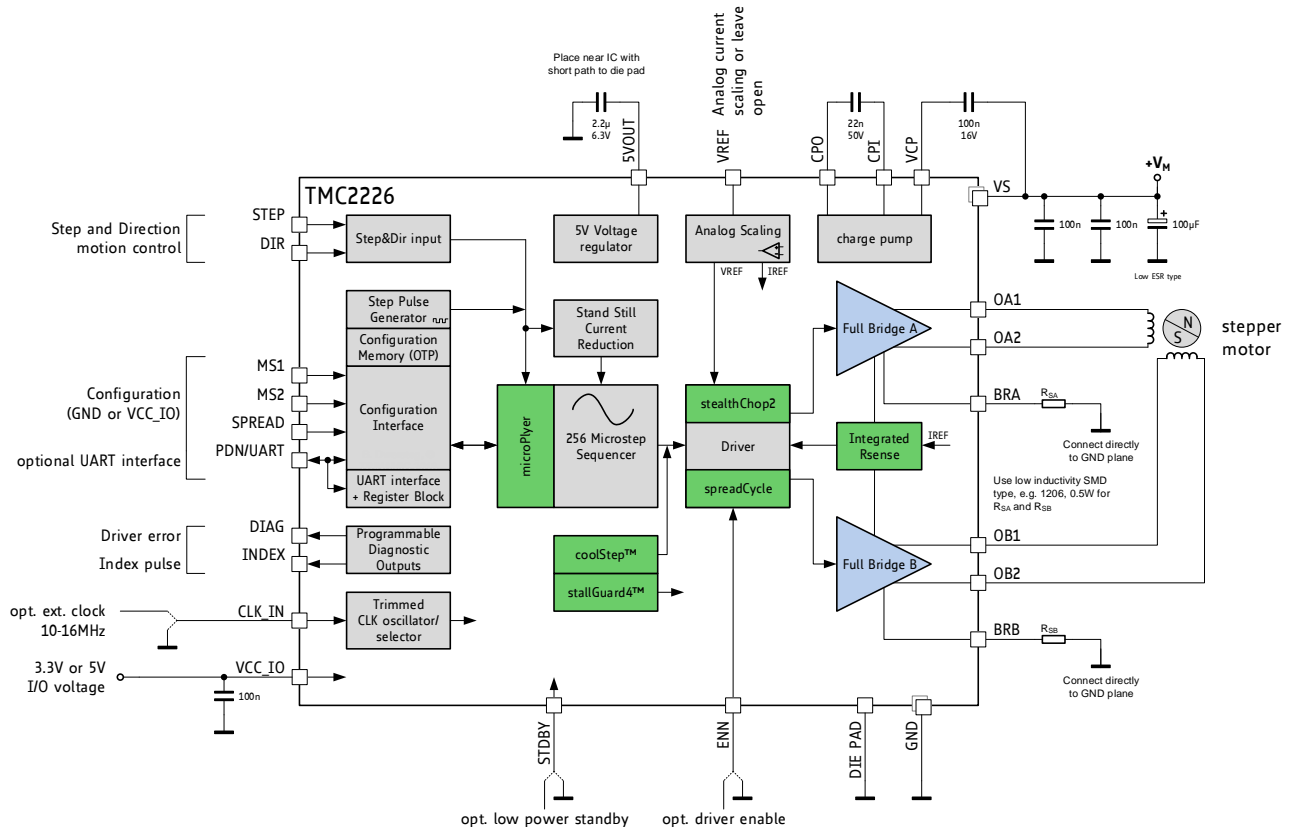 Place near IC with
short path to die pad
2.2µ
6.3V
5VOUT
VREF
Analog current
scaling or leave
open
22n
50V
CPO
CPI
VCP
100n
16V
+VM
VS
100n
100n
+
100µF
Low ESR type
TMC2226
Step and Direction
motion control
STEP
DIR
Step&Dir input
5V Voltage
regulator
Analog Scaling
VREF
IREF
charge pump
Step Pulse
Generator
Configuration
Memory (OTP)
Configuration
Interface
UART interface
+ Register Block
Stand Still
Current
Reduction
Configuration
(GND or VCC_IO)
optional UART interface
MS1
MS2
SPREAD
PDN/UART
microPlyer
256 Microstep
Sequencer
stealthChop2
Driver
spreadCycle
Integrated
Rsense
IREF
Full Bridge A
Full Bridge B
OA1
OA2
N
S
stepper
motor
BRA
RSA
Connect directly
to GND plane
Use low inductivity SMD
type, e.g. 1206, 0.5W for
RSA and RSB
OB1
OB2
BRB
RSB
Connect directly
to GND plane
Driver error
Index pulse
DIAG
INDEX
Programmable
Diagnostic
Outputs
coolStep™
stallGuard4™
opt. ext. clock
10-16MHz
CLK_IN
Trimmed
CLK oscillator/
selector
3.3V or 5V
I/O voltage
VCC_IO
100n
STDBY
ENN
DIE PAD
GND
opt. low power standby
opt. driver enable